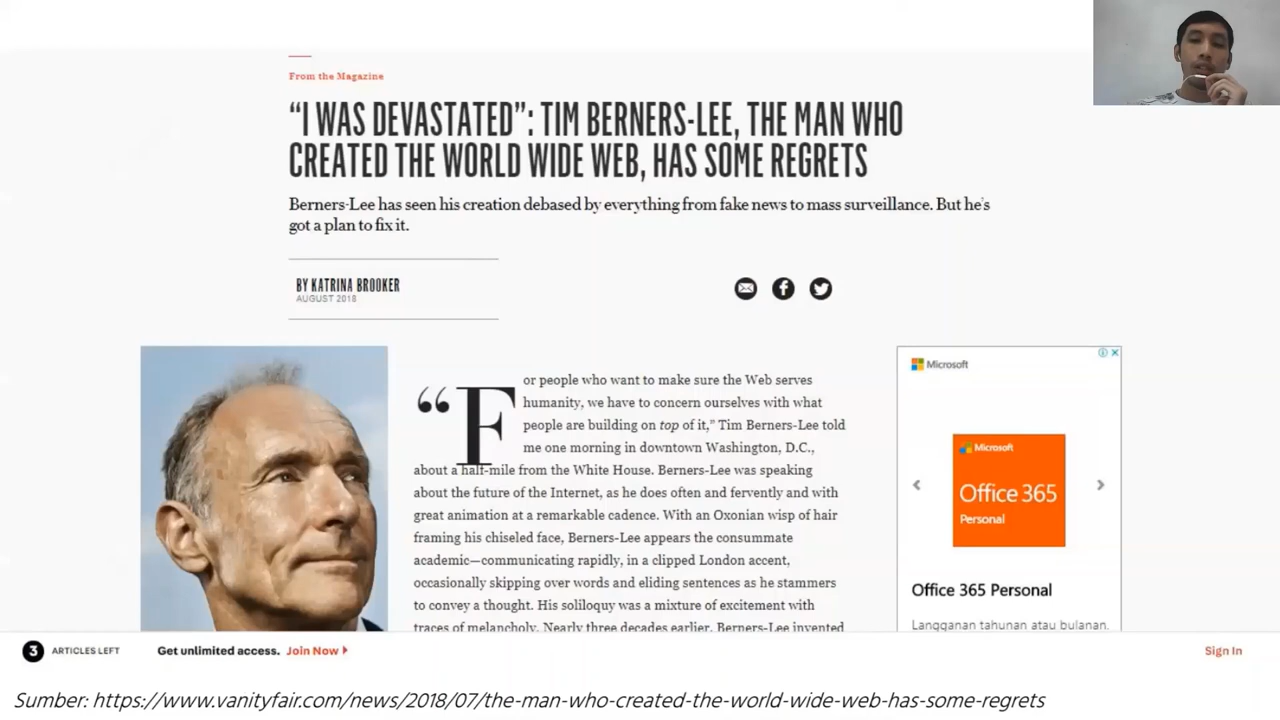 From the Magazine
“I WAS DEVASTATED”: TIM BERNERS-LEE, THE MAN WHO
CREATED THE WORLD WIDE WEB, HAS SOME REGRETS
Berners-Lee has seen his creation debased by everything from fake news to mass surveillance. But he's
got a plan to fix it.
BY KATRINA BROOKER
AUGUST 2018
“For people who want to make sure the Web serves
humanity, we have to concern ourselves with what
people are building on top of it,” Tim Berners-Lee told
me one morning in downtown Washington, D.C.,
about a half-mile from the White House. Berners-Lee was speaking
about the future of the Internet, as he does often and fervently and with
great animation at a remarkable cadence. With an Oxonian wisp of hair
framing his chiseled face, Berners-Lee appears the consummate
academic—communicating rapidly, in a clipped London accent,
occasionally skipping over words and eliding sentences as he stammers
to convey a thought. His soliloquy was a mixture of excitement with
traces of melancholy. Nearly three decades earlier, Berners-Lee invented
Microsoft
Microsoft
Office 365
Personal
Office 365 Personal
Langganan tahunan atau bulanan.
3 ARTICLES LEFT Get unlimited access. Join Now Sign In
Sumber: https://www.vanityfair.com/news/2018/07/the-man-who-created-the-world-wide-web-has-some-regrets